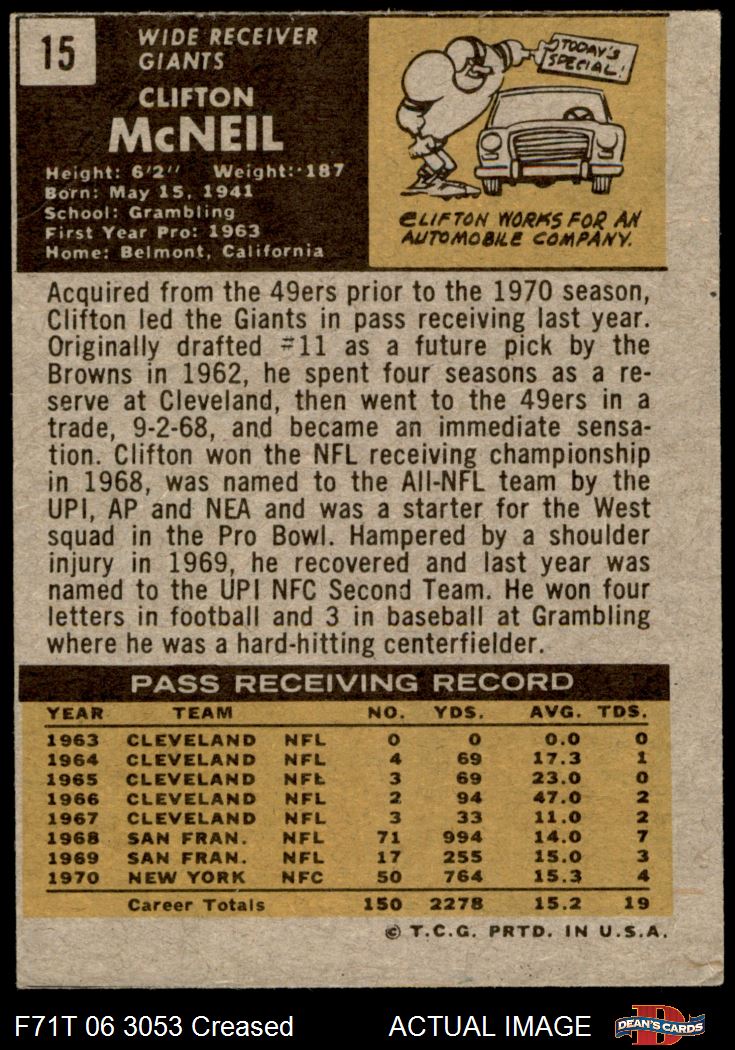 15
WIDE RECEIVER
GIANTS
CLIFTON
McNEIL
Height: 6'2" Weight: 187
Born: May 15, 1941
School: Grambling
First Year Pro: 1963
Home: Belmont, California
TODAY'S
SPECIAL!
CLIFTON WORKS FOR AN
AUTOMOBILE COMPANY.
Acquired from the 49ers prior to the 1970 season,
Clifton led the Giants in pass receiving last year.
Originally drafted #11 as a future pick by the
Browns in 1962, he spent four seasons as a re-
serve at Cleveland, then went to the 49ers in a
trade, 9-2-68, and became an immediate sensa-
tion. Clifton won the NFL receiving championship
in 1968, was named to the All-NFL team by the
UPI, AP and NEA and was a starter for the West
squad in the Pro Bowl. Hampered by a shoulder
injury in 1969, he recovered and last year was
named to the UPI NFC Second Team. He won four
letters in football and 3 in baseball at Grambling
where he was a hard-hitting centerfielder.
PASS RECEIVING RECORD
YEAR TEAM NO. YDS. AVG. TDS.
1963 CLEVELAND NFL 0 0 0.0 0
1964 CLEVELAND NFL 4 69 17.3 1
1965 CLEVELAND NFL 3 69 23.0 0
1966 CLEVELAND NFL 2 94 47.0 2
1967 CLEVELAND NFL 3 33 11.0 2
1968 SAN FRAN. NFL 71 994 14.0 7
1969 SAN FRAN. NFL 17 255 15.0 3
1970 NEW YORK NFC 50 764 15.3 4
Career Totals 150 2278 15.2 19
© T.C.G. PRTD. IN U.S.A.
F71T 06 3053 Creased ACTUAL IMAGE D DEAN'S CARDS